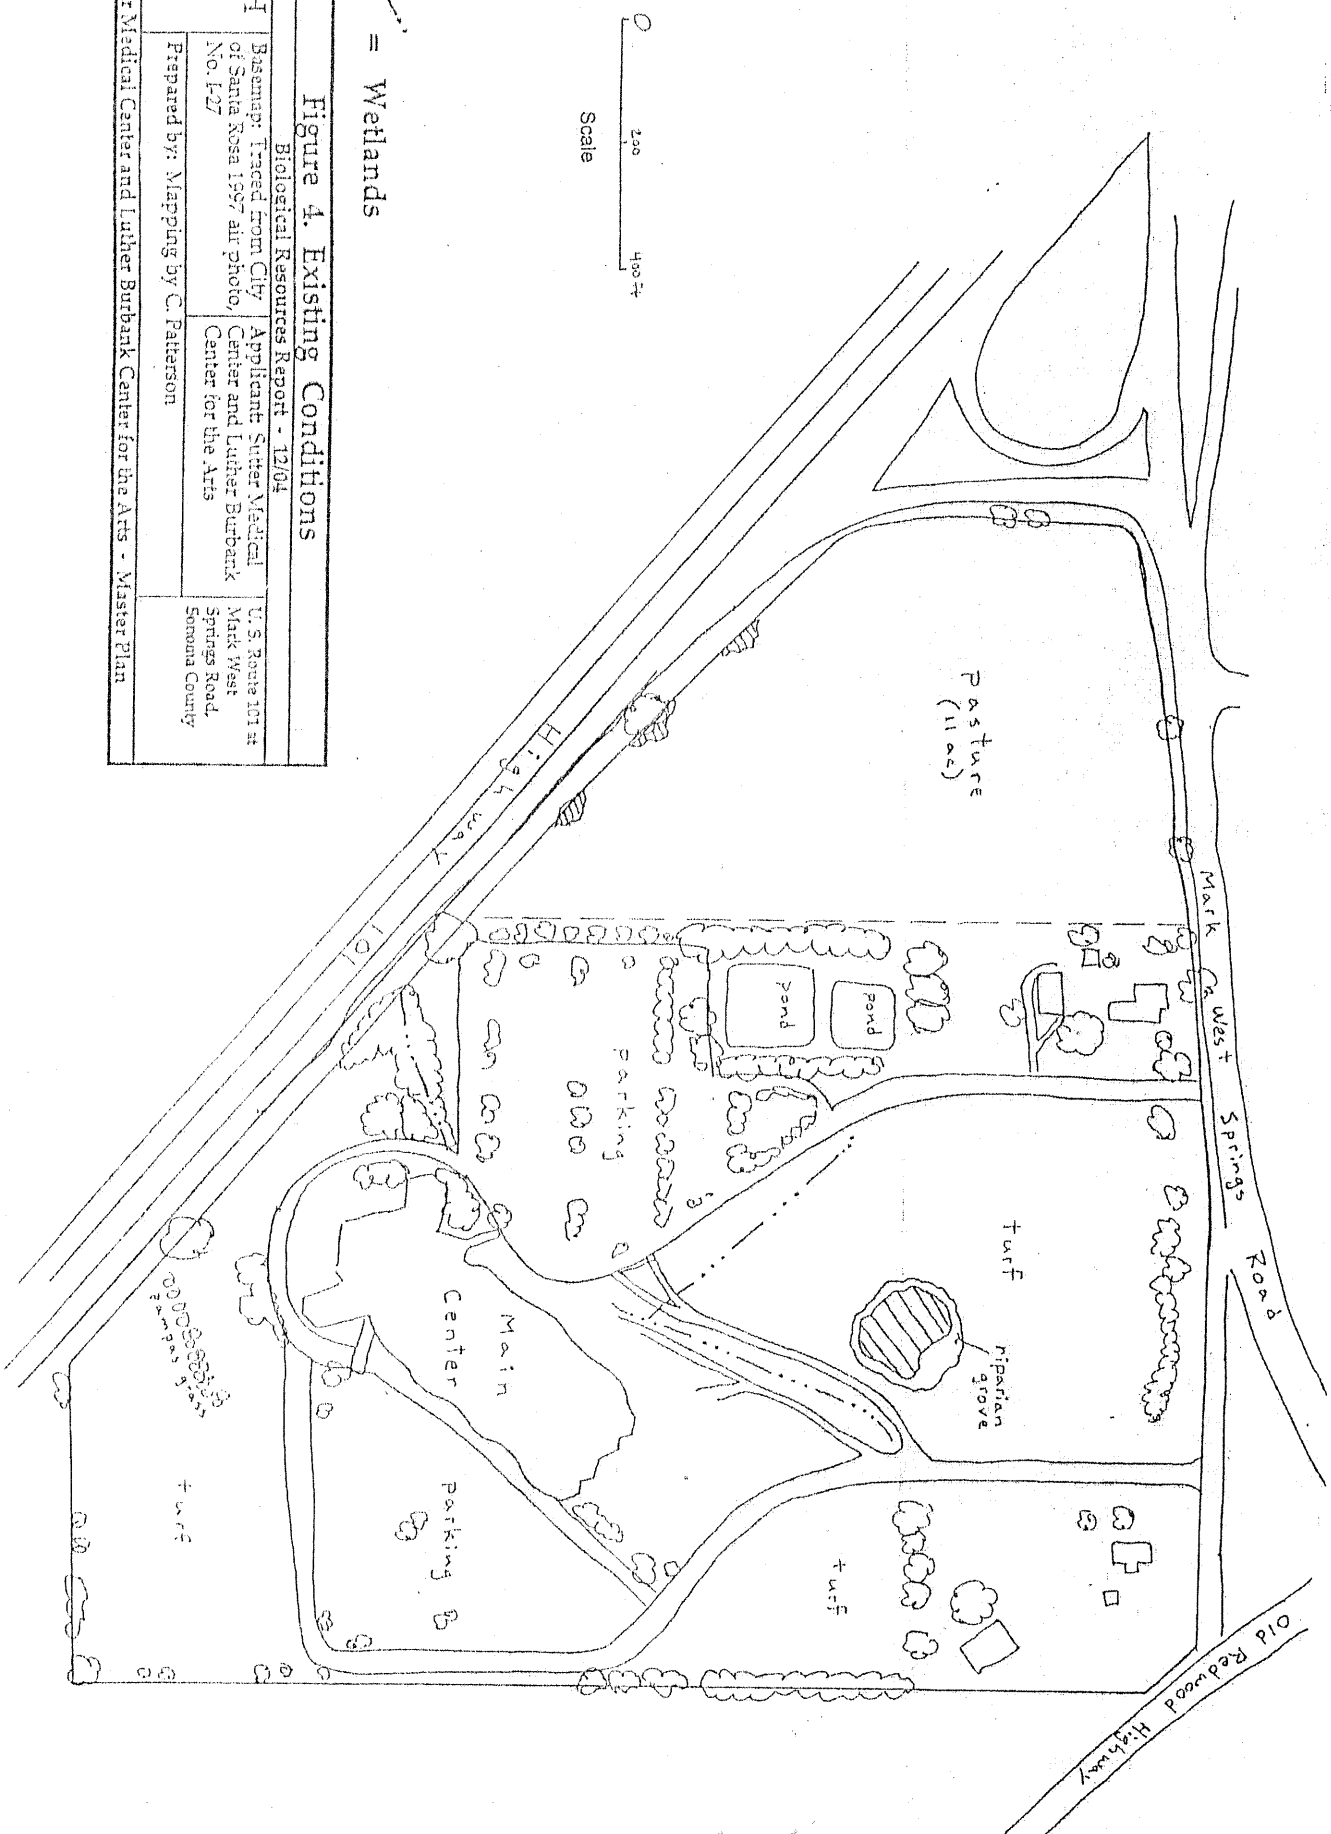 Mark West Springs Road
Old Redwood Highway
Pasture
(11 ac)
pond
pond
turf
riparian
grove
turf
parking
Main
Center
parking
Highway 101
pampas grass
turf
0 200 400 ft
Scale
= Wetlands
Figure 4. Existing Conditions
Biological Resources Report - 12/04
Basemap: Traced from City
of Santa Rosa 1997 air photo,
No. I-27
Applicant: Sutter Medical
Center and Luther Burbank
Center for the Arts
U. S. Route 101 at
Mark West
Springs Road,
Sonoma County
Prepared by: Mapping by C. Patterson
r Medical Center and Luther Burbank Center for the Arts - Master Plan